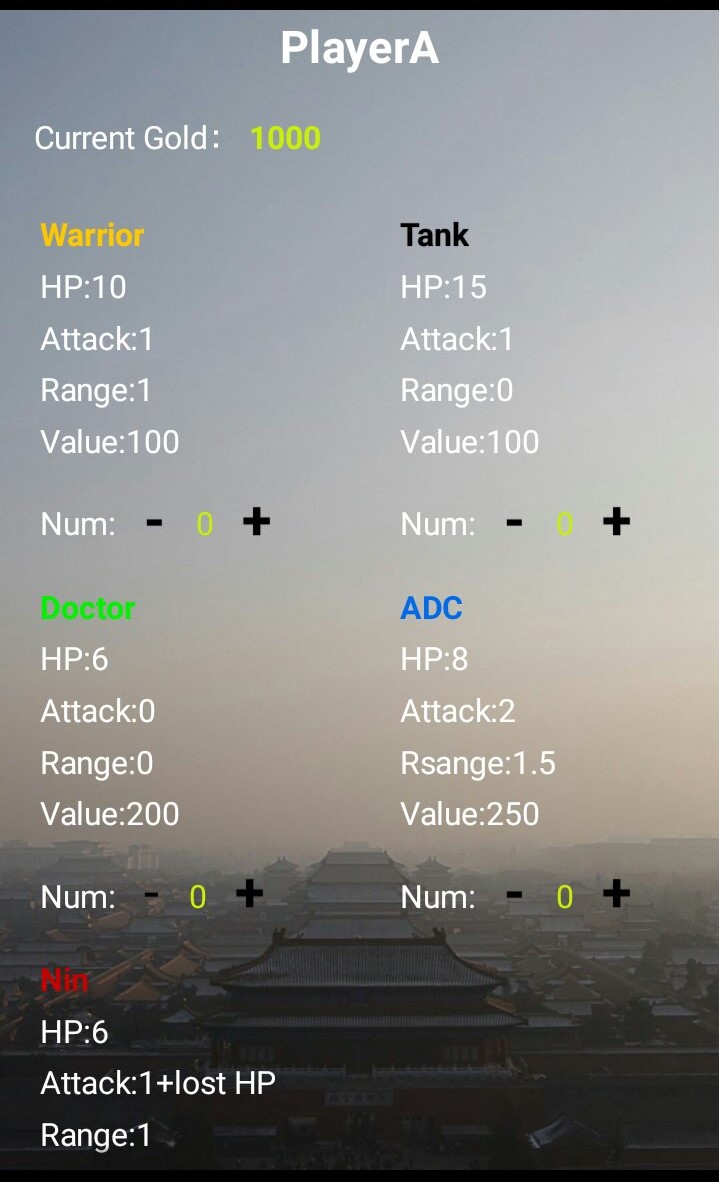 PlayerA
Current Gold： 1000
Warrior
HP:10
Attack:1
Range:1
Value:100
Num: - 0 +
Tank
HP:15
Attack:1
Range:0
Value:100
Num: - 0 +
Doctor
HP:6
Attack:0
Range:0
Value:200
Num: - 0 +
ADC
HP:8
Attack:2
Rsange:1.5
Value:250
Num: - 0 +
Nin
HP:6
Attack:1+lost HP
Range:1